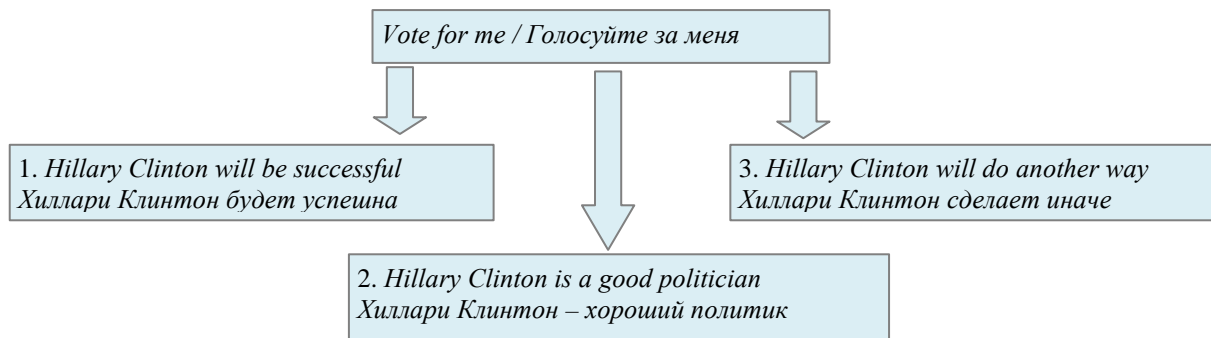 Vote for me / Голосуйте за меня
1. Hillary Clinton will be successful
Хиллари Клинтон будет успешна
3. Hillary Clinton will do another way
Хиллари Клинтон сделает иначе
2. Hillary Clinton is a good politician
Хиллари Клинтон – хороший политик